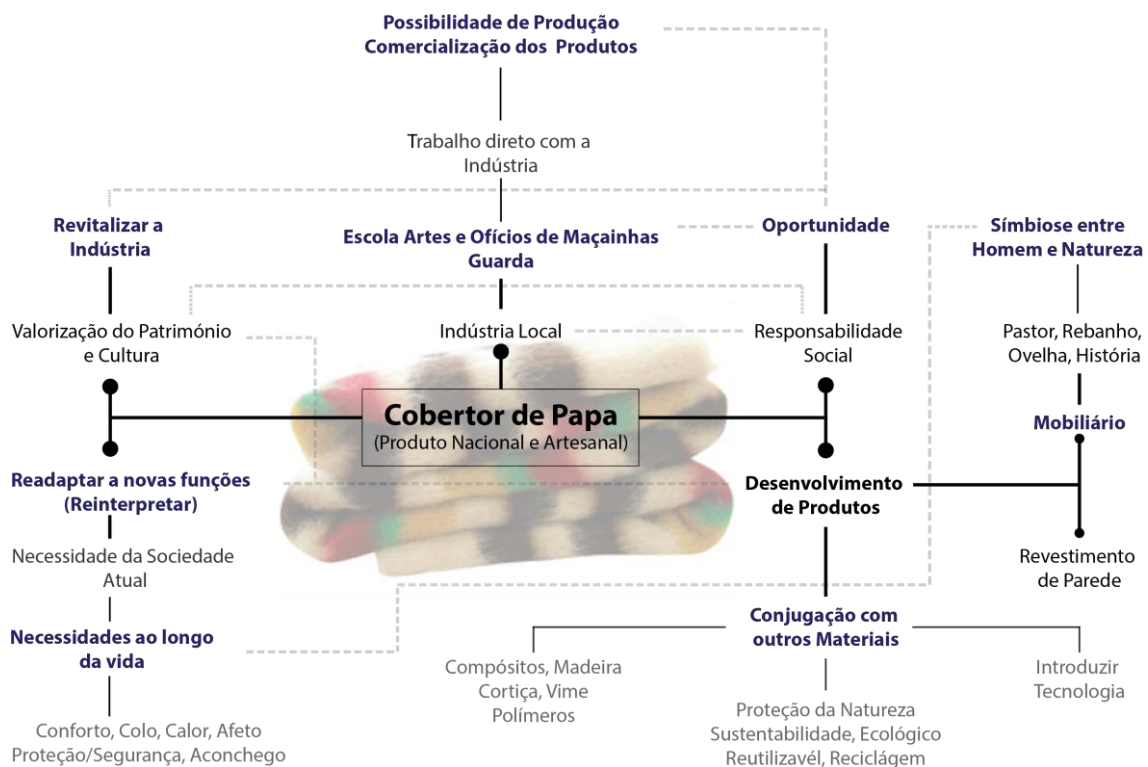 Possibilidade de Produção
Comercialização dos Produtos
Trabalho direto com a
Indústria
Revitalizar a
Indústria
Escola Artes e Ofícios de Maçainhas
Guarda
Oportunidade
Símbiose entre
Homem e Natureza
Valorização do Património
e Cultura
Indústria Local
Responsabilidade
Social
Pastor, Rebanho,
Ovelha, História
Cobertor de Papa
(Produto Nacional e Artesanal)
Mobiliário
Readaptar a novas funções
(Reinterpretar)
Desenvolvimento
de Produtos
Necessidade da Sociedade
Atual
Revestimento
de Parede
Necessidades ao longo
da vida
Conjugação com
outros Materiais
Compósitos, Madeira
Cortiça, Vime
Polímeros
Introduzir
Tecnologia
Conforto, Colo, Calor, Afeto
Proteção/Segurança, Aconchego
Proteção da Natureza
Sustentabilidade, Ecológico
Reutilizavél, Reciclágem